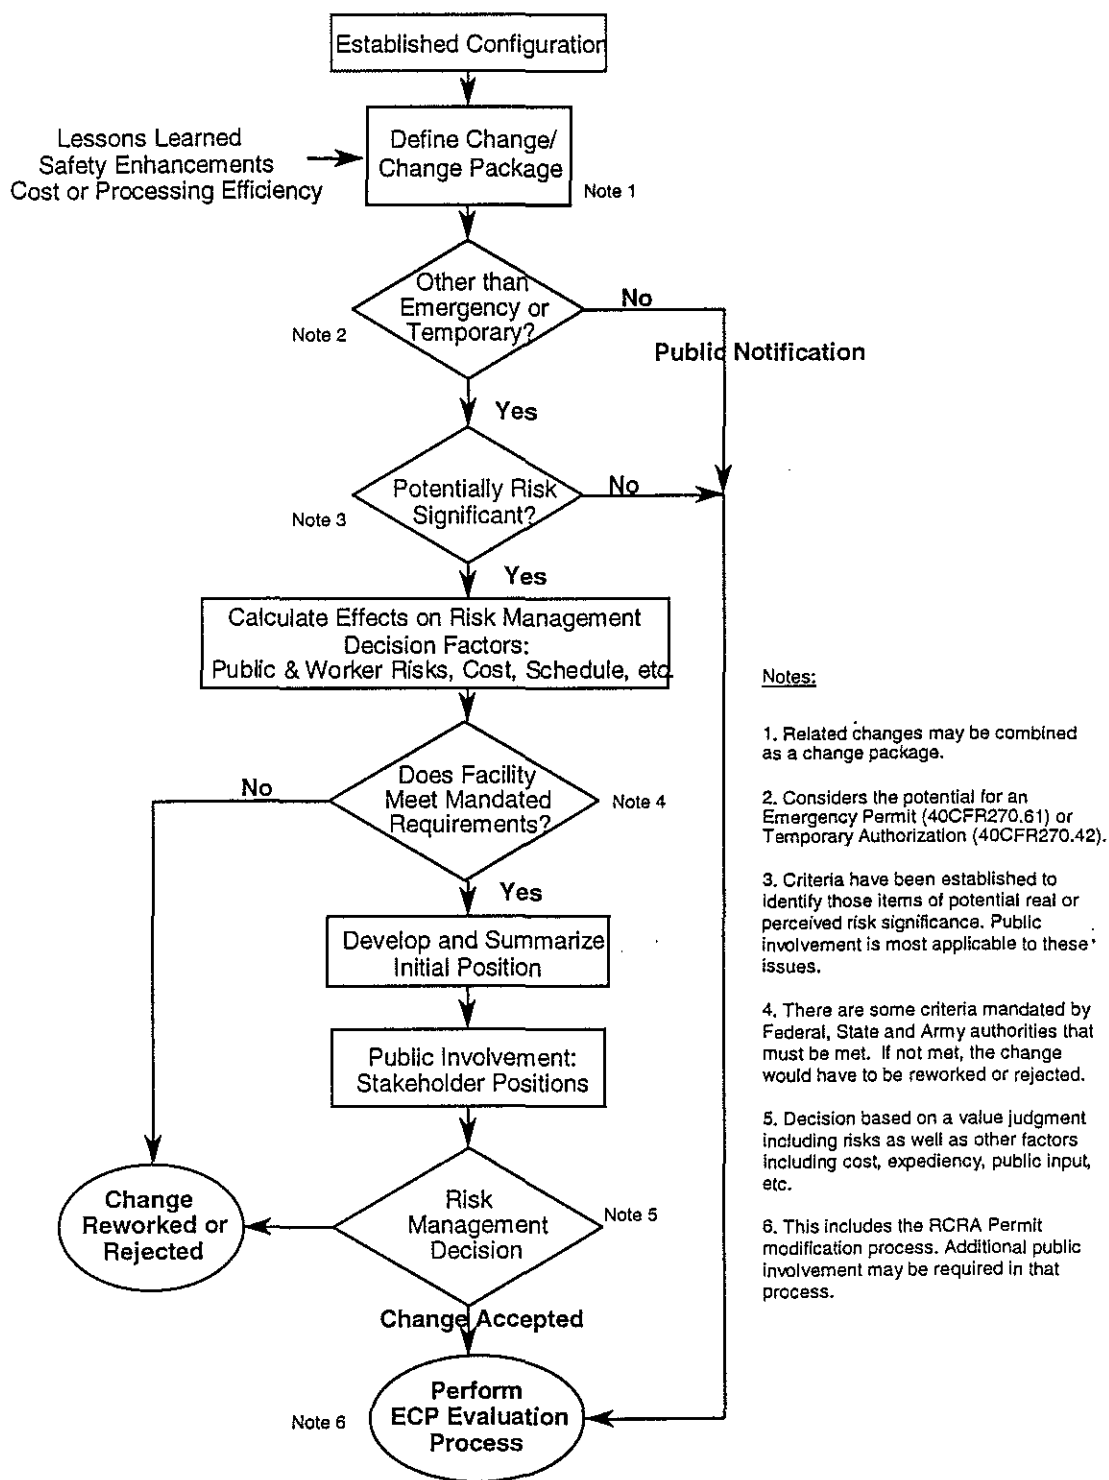 Established Configuration
Lessons Learned
Safety Enhancements
Cost or Processing Efficiency
Define Change/
Change Package
Note 1
Other than
Emergency or
Temporary?
Note 2
No
Public Notification
Yes
Potentially Risk
Significant?
Note 3
No
Yes
Calculate Effects on Risk Management
Decision Factors:
Public & Worker Risks, Cost, Schedule, etc.
Does Facility
Meet Mandated
Requirements?
Note 4
No
Yes
Develop and Summarize
Initial Position
Public Involvement:
Stakeholder Positions
Risk
Management
Decision
Note 5
Change
Reworked or
Rejected
Change Accepted
Perform
ECP Evaluation
Process
Note 6
Notes:
1. Related changes may be combined
as a change package.
2. Considers the potential for an
Emergency Permit (40CFR270.61) or
Temporary Authorization (40CFR270.42).
3. Criteria have been established to
identify those items of potential real or
perceived risk significance. Public
involvement is most applicable to these
issues.
4. There are some criteria mandated by
Federal, State and Army authorities that
must be met. If not met, the change
would have to be reworked or rejected.
5. Decision based on a value judgment
including risks as well as other factors
including cost, expediency, public input,
etc.
6. This includes the RCRA Permit
modification process. Additional public
involvement may be required in that
process.